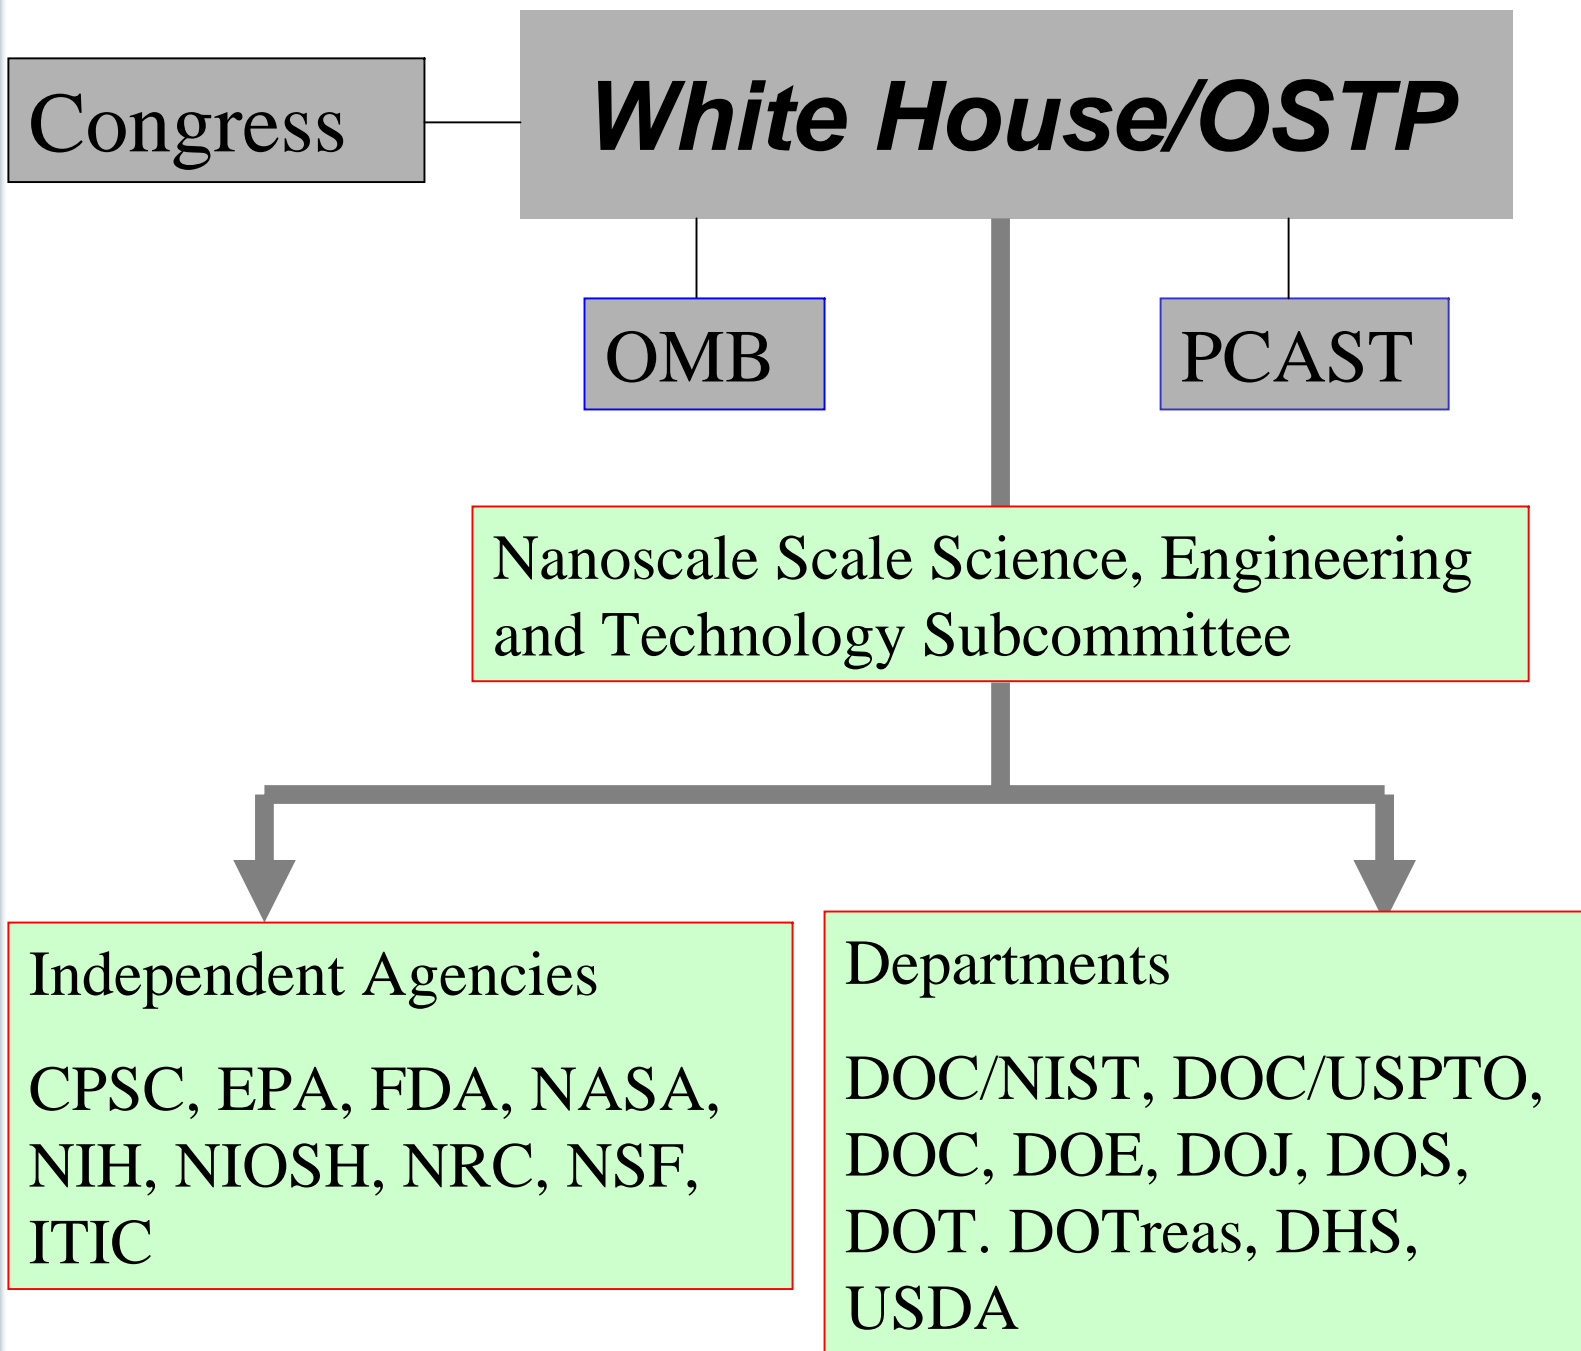 Congress
White House/OSTP
OMB
PCAST
Nanoscale Scale Science, Engineering
and Technology Subcommittee
Independent Agencies
CPSC, EPA, FDA, NASA,
NIH, NIOSH, NRC, NSF,
ITIC
Departments
DOC/NIST, DOC/USPTO,
DOC, DOE, DOJ, DOS,
DOT. DOTreas, DHS,
USDA